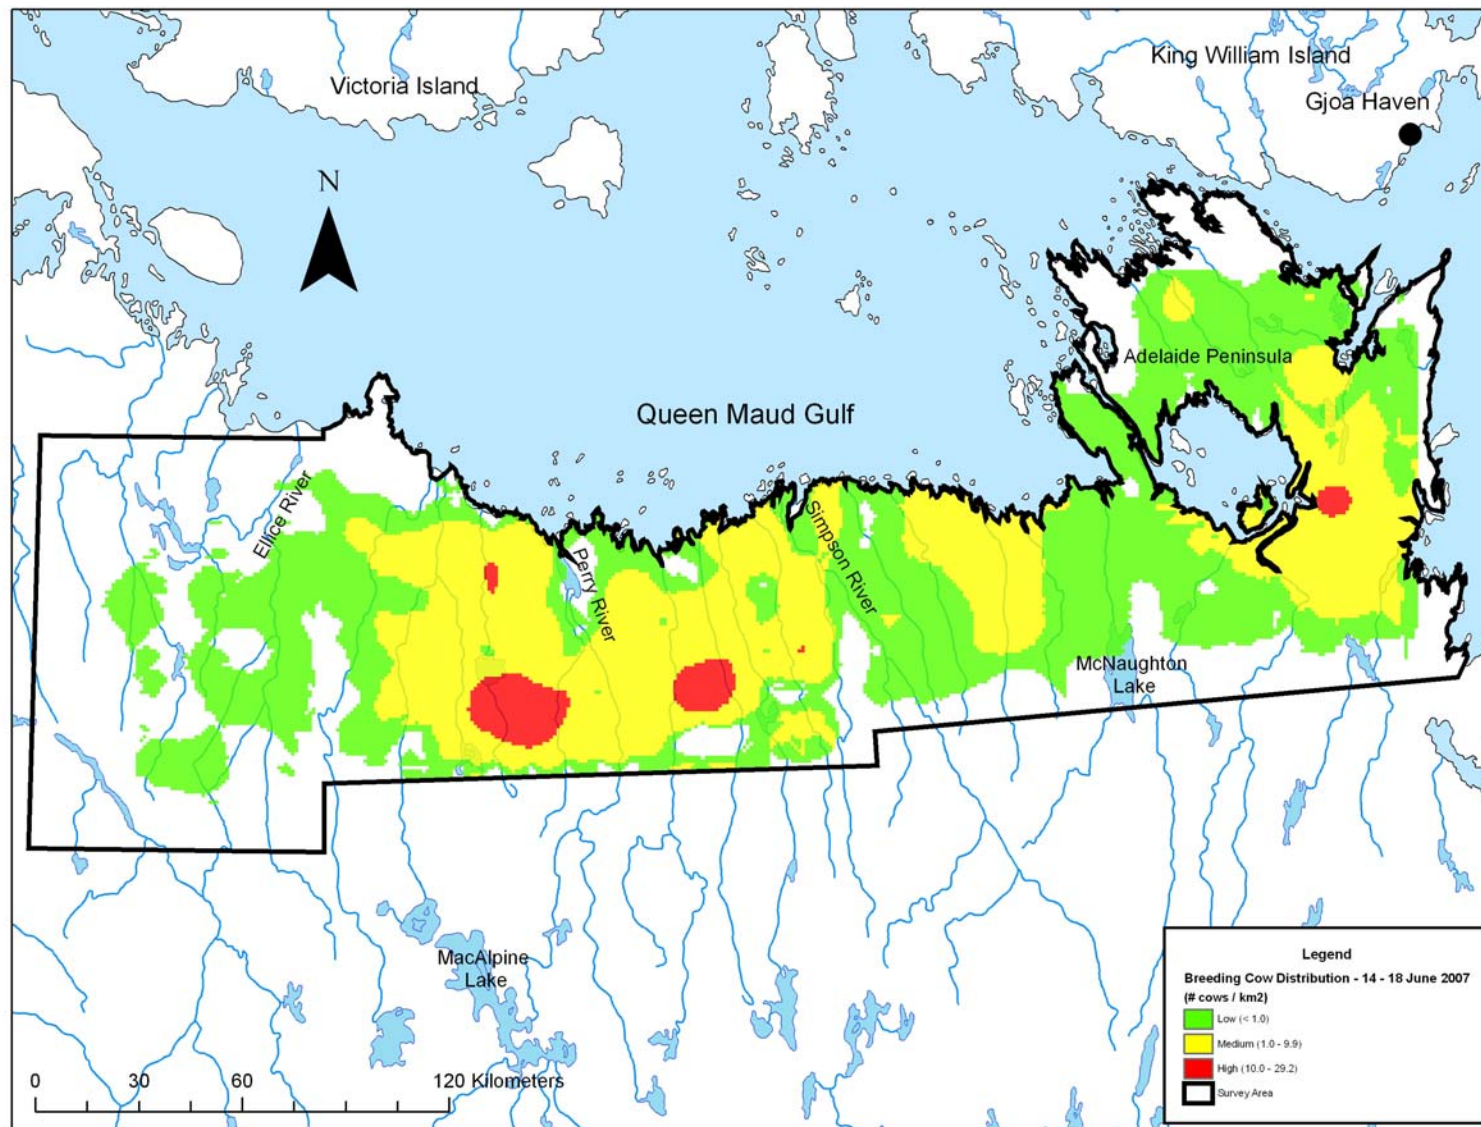 King William Island
Victoria Island
Gjoa Haven
N
Adelaide Peninsula
Queen Maud Gulf
Ellice River
Perry River
Simpson River
McNaughton
Lake
MacAlpine
Lake
0 30 60 120 Kilometers
Legend
Breeding Cow Distribution - 14 - 18 June 2007
(# cows / km2)
Low (< 1.0)
Medium (1.0 - 9.9)
High (10.0 - 29.2)
Survey Area